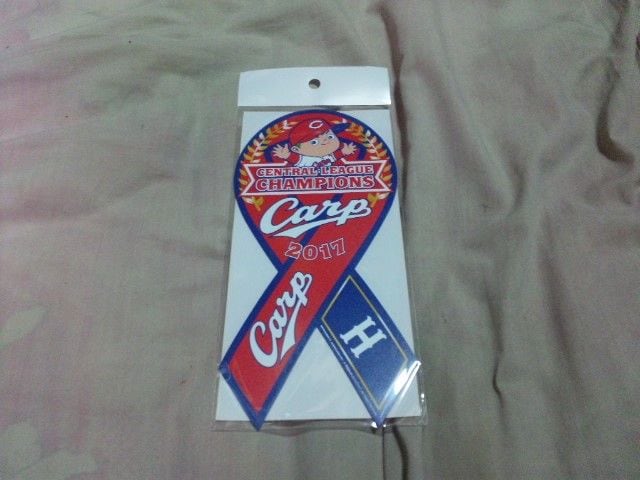 C
CENTRAL LEAGUE
CHAMPIONS
Carp
2017
Carp
H